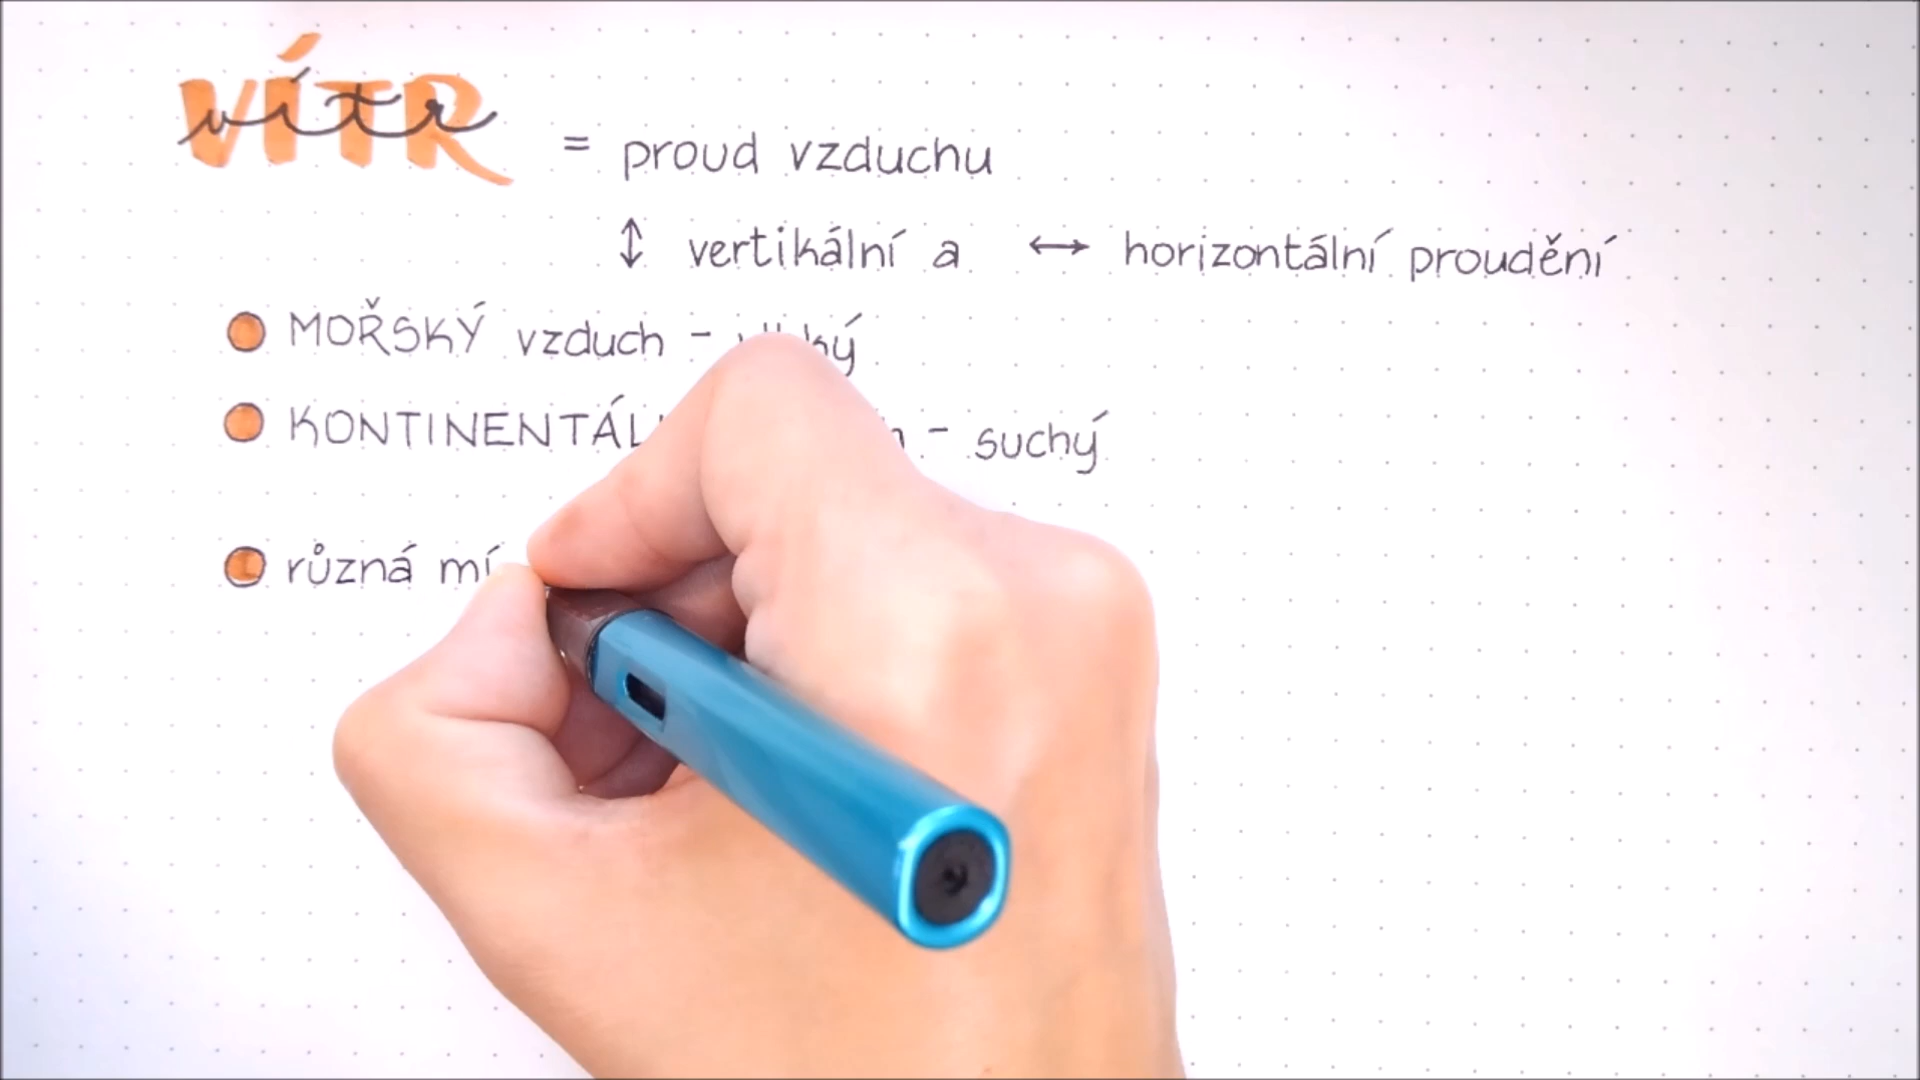 VÍTR
vítr
= proud vzduchu
↕ vertikální a ↔ horizontální proudění
MOŘSKÝ vzduch -
KONTINENTÁL - suchý
různá mí